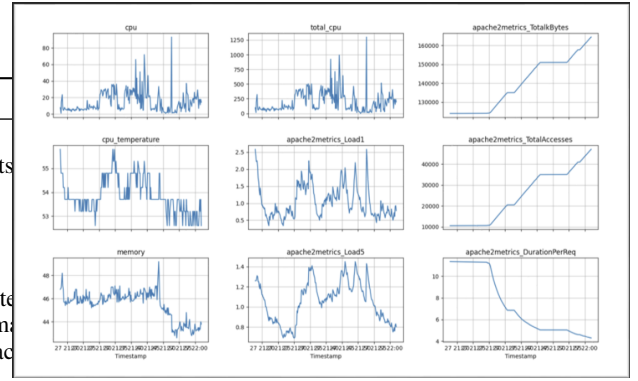 cpu
total_cpu
apache2metrics_TotalkBytes
80
60
40
20
0
1250
1000
750
500
250
0
160000
150000
140000
130000
ts
cpu_temperature
apache2metrics_Load1
apache2metrics_TotalAccesses
55
54
53
2.5
2.0
1.5
1.0
0.5
40000
30000
20000
10000
memory
apache2metrics_Load5
apache2metrics_DurationPerReq
48
46
44
1.4
1.2
1.0
0.8
10
8
6
4
te
ma
ac
Timestamp
Timestamp
Timestamp